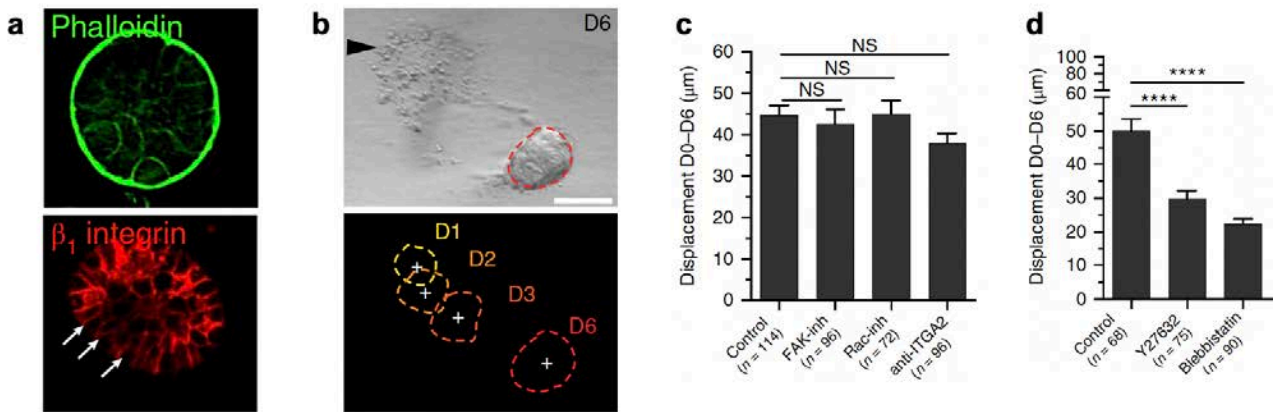 a
Phalloidin
β1 integrin
b
D6
D1
D2
D3
D6
c
Displacement D0–D6 (μm)
60
50
40
30
20
10
0
NS
NS
NS
Control
(n = 114)
FAK-inh
(n = 96)
Rac-inh
(n = 72)
anti-ITGA2
(n = 96)
d
Displacement D0–D6 (μm)
100
80
60
50
40
30
20
10
0
****
****
Control
(n = 68)
Y27632
(n = 75)
Blebbistatin
(n = 90)